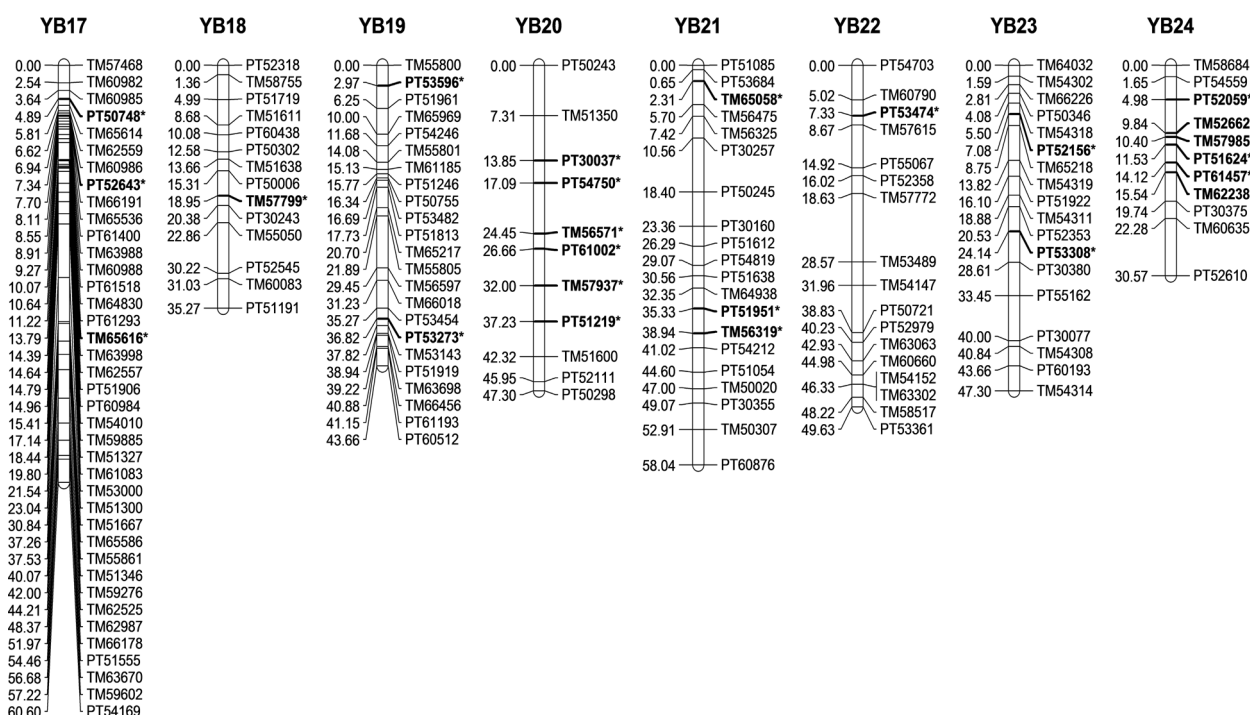 YB17
0.00 TM57468
2.54 TM60982
3.64 TM60985
4.89 PT50748*
5.81 TM65614
6.62 TM62559
6.94 TM60986
7.34 PT52643*
7.70 TM66191
8.11 TM65536
8.55 PT61400
8.91 TM63988
9.27 TM60988
10.07 PT61518
10.64 TM64830
11.22 PT61293
13.79 TM65616*
14.39 TM63998
14.64 TM62557
14.79 PT51906
14.96 PT60984
15.41 TM54010
17.14 TM59885
18.44 TM51327
19.80 TM61083
21.54 TM53000
23.04 TM51300
30.84 TM51667
37.26 TM65586
37.53 TM55861
40.07 TM51346
42.00 TM59276
44.21 TM62525
48.37 TM62987
51.97 TM66178
54.46 PT51555
56.68 TM63670
57.22 TM59602
60.60 PT54169
YB18
0.00 PT52318
1.36 TM58755
4.99 PT51719
8.68 TM51611
10.08 PT60438
12.58 PT50302
13.66 TM51638
15.31 PT50006
18.95 TM57799*
20.38 PT30243
22.86 TM55050
30.22 PT52545
31.03 TM60083
35.27 PT51191
YB19
0.00 TM55800
2.97 PT53596*
6.25 PT51961
10.00 TM65969
11.68 PT54246
14.08 TM55801
15.13 TM61185
15.77 PT51246
16.34 PT50755
16.69 PT53482
17.73 PT51813
20.70 TM65217
21.89 TM55805
29.45 TM56597
31.23 TM66018
35.27 PT53454
36.82 PT53273*
37.82 TM53143
38.94 PT51919
39.22 TM63698
40.88 TM66456
41.15 PT61193
43.66 PT60512
YB20
0.00 PT50243
7.31 TM51350
13.85 PT30037*
17.09 PT54750*
24.45 TM56571*
26.66 PT61002*
32.00 TM57937*
37.23 PT51219*
42.32 TM51600
45.95 PT52111
47.30 PT50298
YB21
0.00 PT51085
0.65 PT53684
2.31 TM65058*
5.70 TM56475
7.42 TM56325
10.56 PT30257
18.40 PT50245
23.36 PT30160
26.29 PT51612
29.07 PT54819
30.56 PT51638
32.35 TM64938
35.33 PT51951*
38.94 TM56319*
41.02 PT54212
44.60 PT51054
47.00 TM50020
49.07 PT30355
52.91 TM50307
58.04 PT60876
YB22
0.00 PT54703
5.02 TM60790
7.33 PT53474*
8.67 TM57615
14.92 PT55067
16.02 PT52358
18.63 TM57772
28.57 TM53489
31.96 TM54147
38.83 PT50721
40.23 PT52979
42.93 TM63063
44.98 TM60660
46.33 TM54152
TM63302
48.22 TM58517
49.63 PT53361
YB23
0.00 TM64032
1.59 TM54302
2.81 TM66226
4.08 PT50346
5.50 TM54318
7.08 PT52156*
8.75 TM65218
13.82 TM54319
16.10 PT51922
18.88 TM54311
20.53 PT52353
24.14 PT53308*
28.61 PT30380
33.45 PT55162
40.00 PT30077
40.84 TM54308
43.66 PT60193
47.30 TM54314
YB24
0.00 TM58684
1.65 PT54559
4.98 PT52059*
9.84 TM52662
10.40 TM57985
11.53 PT51624*
14.12 PT61457*
15.54 TM62238
19.74 PT30375
22.28 TM60635
30.57 PT52610